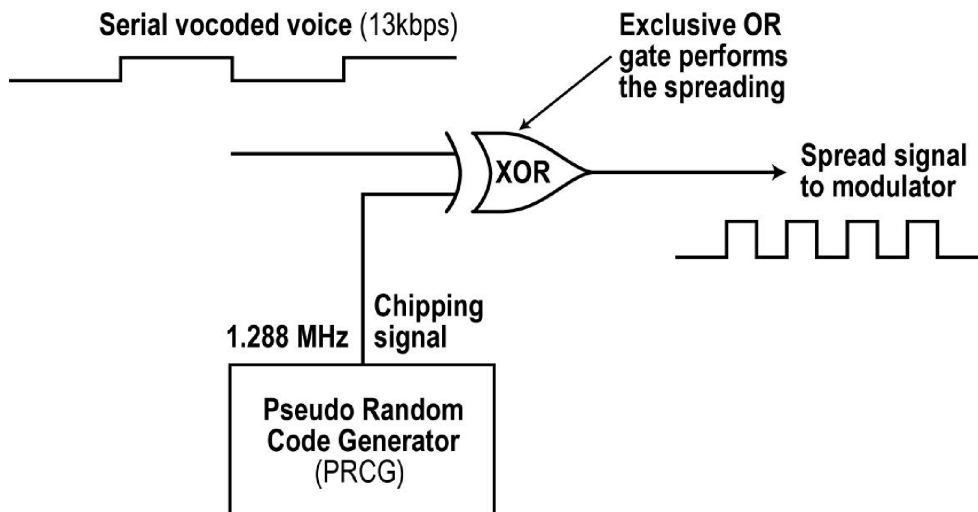 Serial vocoded voice (13kbps)
Exclusive OR
gate performs
the spreading
XOR
Spread signal
to modulator
1.288 MHz
Chipping
signal
Pseudo Random
Code Generator
(PRCG)